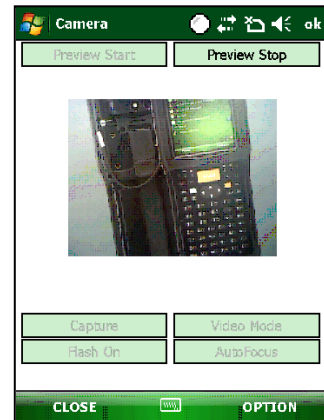 Camera ok
Preview Start Preview Stop
Capture Video Mode
Flash On AutoFocus
CLOSE OPTION